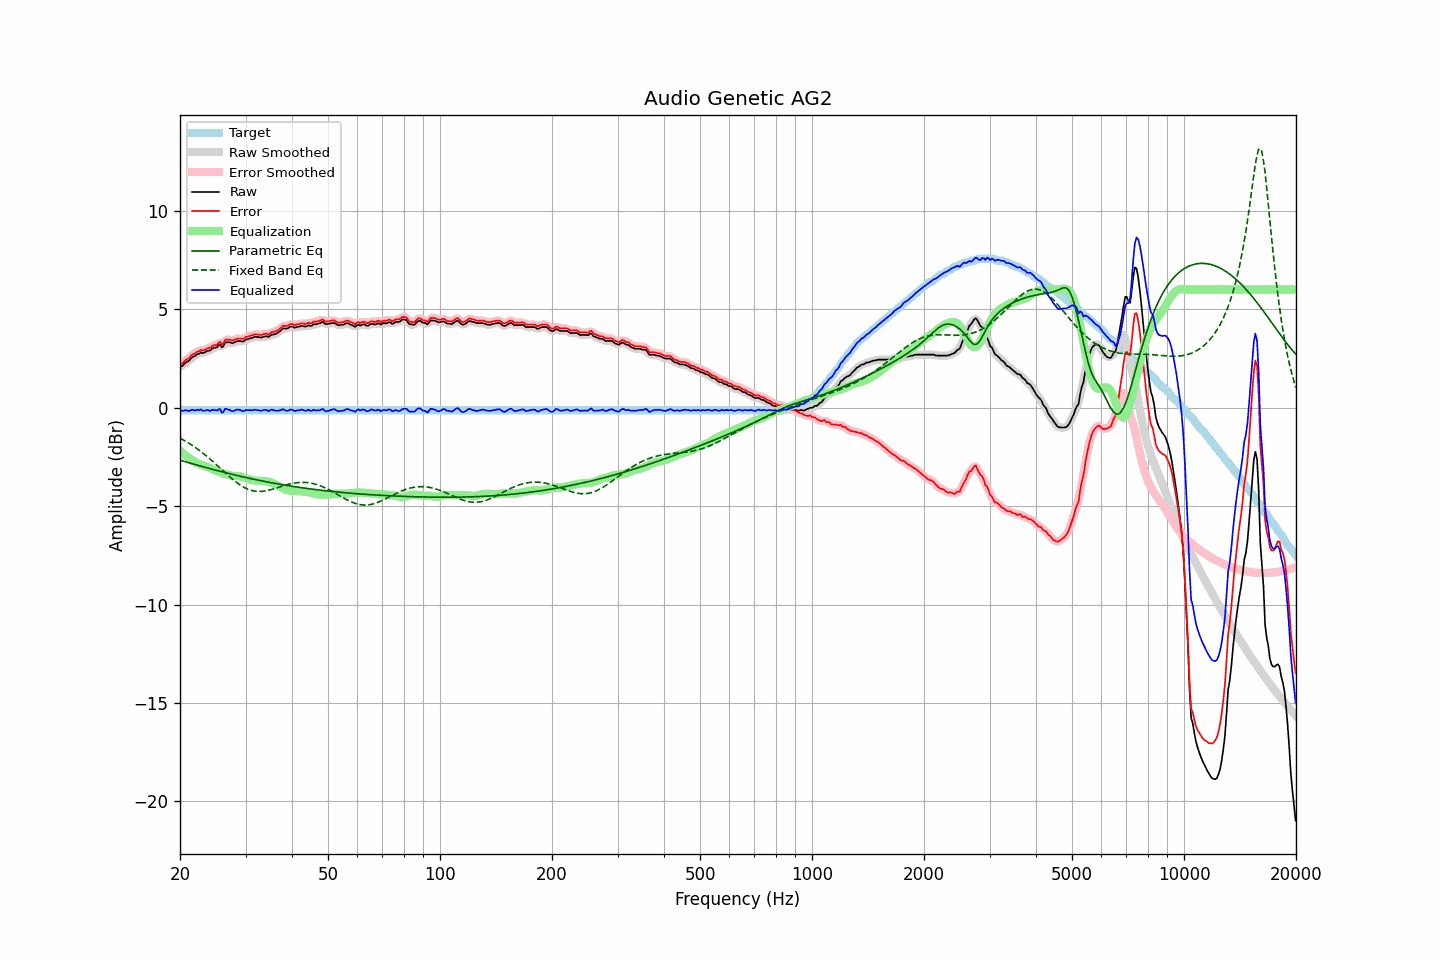 Audio Genetic AG2
Target
Raw Smoothed
Error Smoothed
Raw
Error
Equalization
Parametric Eq
Fixed Band Eq
Equalized
10
5
0
−5
−10
−15
−20
Amplitude (dBr)
20 50 100 200 500 1000 2000 5000 10000 20000
Frequency (Hz)